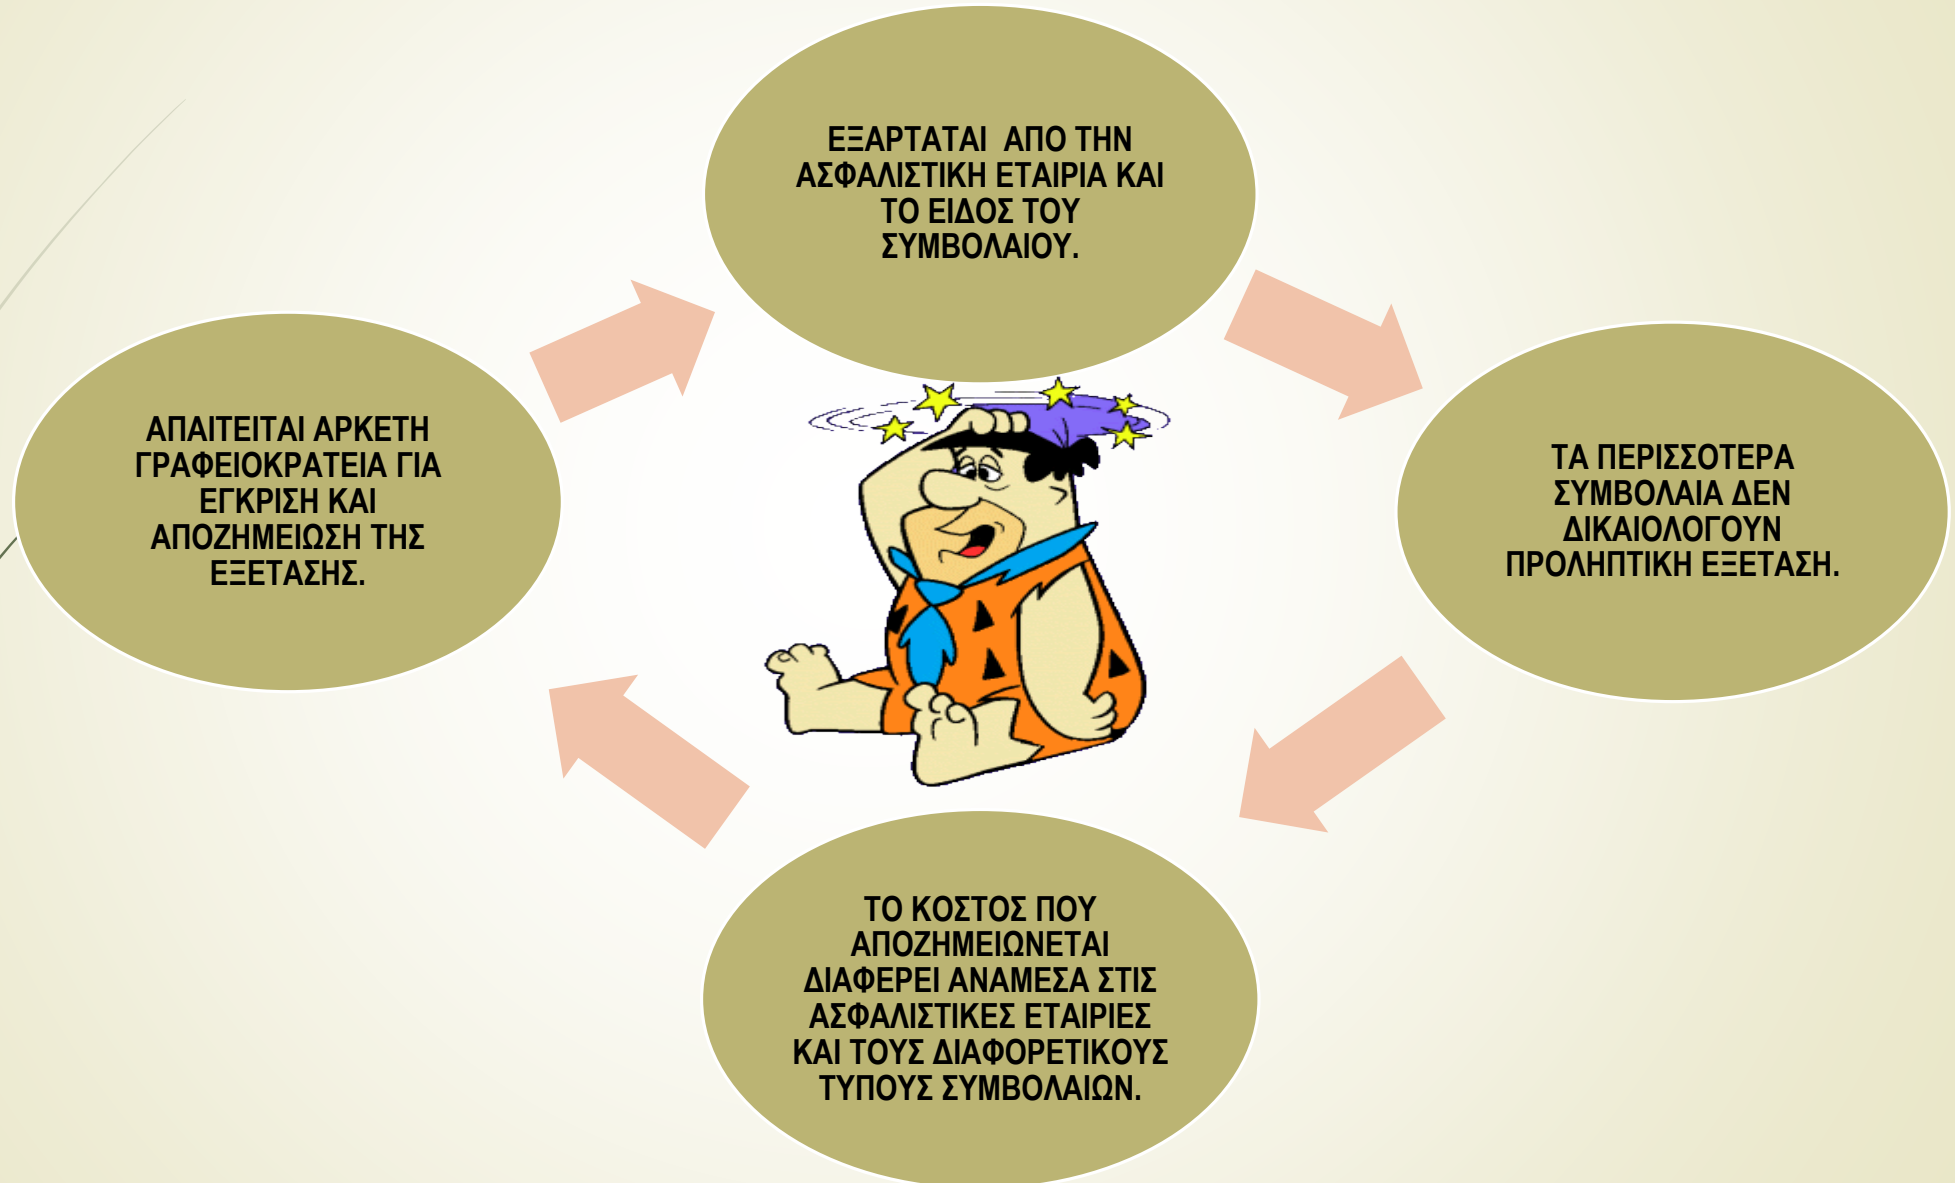 ΕΞΑΡΤΑΤΑΙ ΑΠΟ ΤΗΝ
ΑΣΦΑΛΙΣΤΙΚΗ ΕΤΑΙΡΙΑ ΚΑΙ
ΤΟ ΕΙΔΟΣ ΤΟΥ
ΣΥΜΒΟΛΑΙΟΥ.
ΤΑ ΠΕΡΙΣΣΟΤΕΡΑ
ΣΥΜΒΟΛΑΙΑ ΔΕΝ
ΔΙΚΑΙΟΛΟΓΟΥΝ
ΠΡΟΛΗΠΤΙΚΗ ΕΞΕΤΑΣΗ.
ΤΟ ΚΟΣΤΟΣ ΠΟΥ
ΑΠΟΖΗΜΕΙΩΝΕΤΑΙ
ΔΙΑΦΕΡΕΙ ΑΝΑΜΕΣΑ ΣΤΙΣ
ΑΣΦΑΛΙΣΤΙΚΕΣ ΕΤΑΙΡΙΕΣ
ΚΑΙ ΤΟΥΣ ΔΙΑΦΟΡΕΤΙΚΟΥΣ
ΤΥΠΟΥΣ ΣΥΜΒΟΛΑΙΩΝ.
ΑΠΑΙΤΕΙΤΑΙ ΑΡΚΕΤΗ
ΓΡΑΦΕΙΟΚΡΑΤΕΙΑ ΓΙΑ
ΕΓΚΡΙΣΗ ΚΑΙ
ΑΠΟΖΗΜΕΙΩΣΗ ΤΗΣ
ΕΞΕΤΑΣΗΣ.